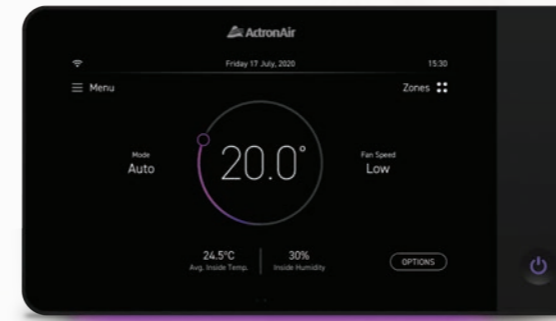 ActronAir
Friday 17 July, 2020
15:30
Menu
Zones
Mode
Auto
20.0°
Fan Speed
Low
24.5°C
Avg. Inside Temp.
30%
Inside Humidity
OPTIONS